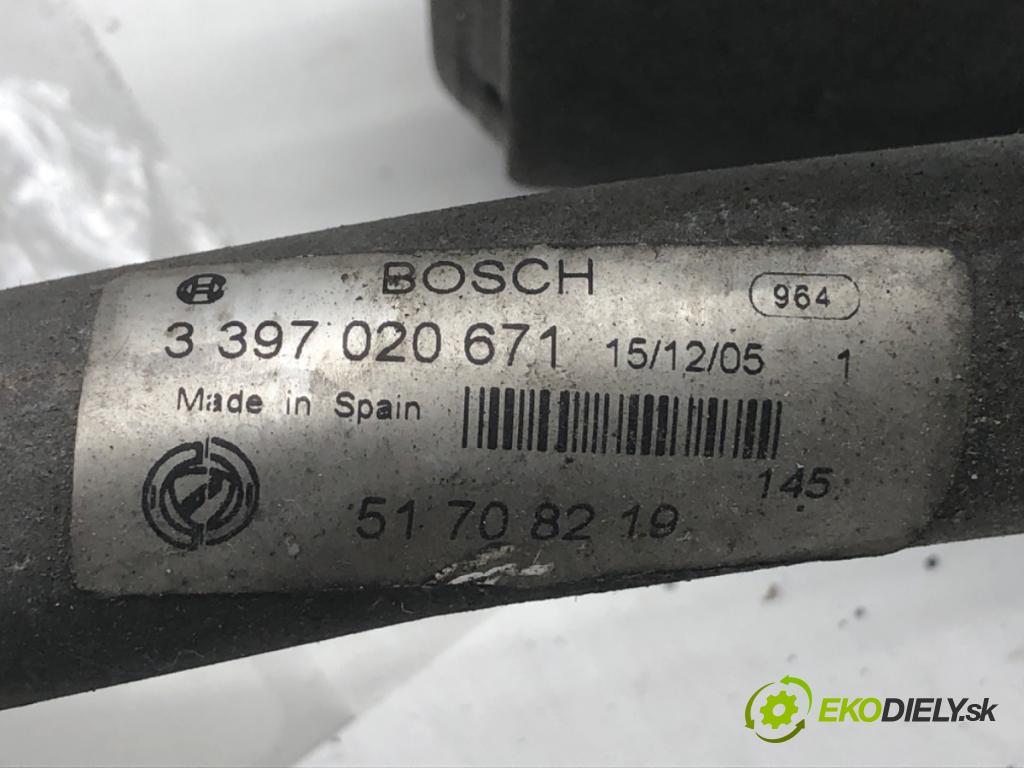 BOSCH
964
3 397 020 671 15/12/05 1
Made in Spain
145
51 70 82 19
EKODIELY.sk